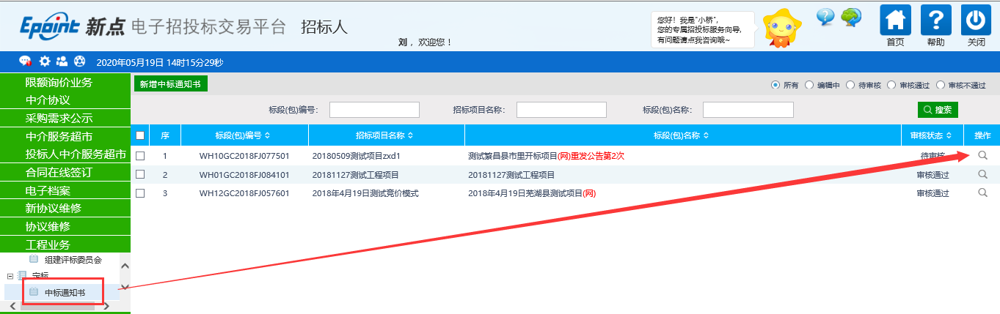 Epoint 新点 电子招投标交易平台 招标人
刘 ，欢迎您！
您好！我是"小桥",
您的专属招投标服务向导,
有问题请点我咨询哦~
首页 帮助 关闭
2020年05月19日 14时15分29秒
限额询价业务
中介协议
采购需求公示
中介服务超市
投标人中介服务超市
合同在线签订
电子档案
新协议维修
协议维修
工程业务
组建评标委员会
定标
中标通知书
新增中标通知书
所有 编辑中 待审核 审核通过 审核不通过
标段(包)编号： 招标项目名称： 标段(包)名称： 搜索
序 标段(包)编号 招标项目名称 标段(包)名称 审核状态 操作
1 WH10GC2018FJ077501 20180509测试项目zxd1 测试繁昌县市里开标项目(网)重发公告第2次 待审核
2 WH01GC2018FJ084101 20181127测试工程项目 20181127测试工程项目 审核通过
3 WH12GC2018FJ057601 2018年4月19日测试竞价模式 2018年4月19日芜湖县测试项目(网) 审核通过